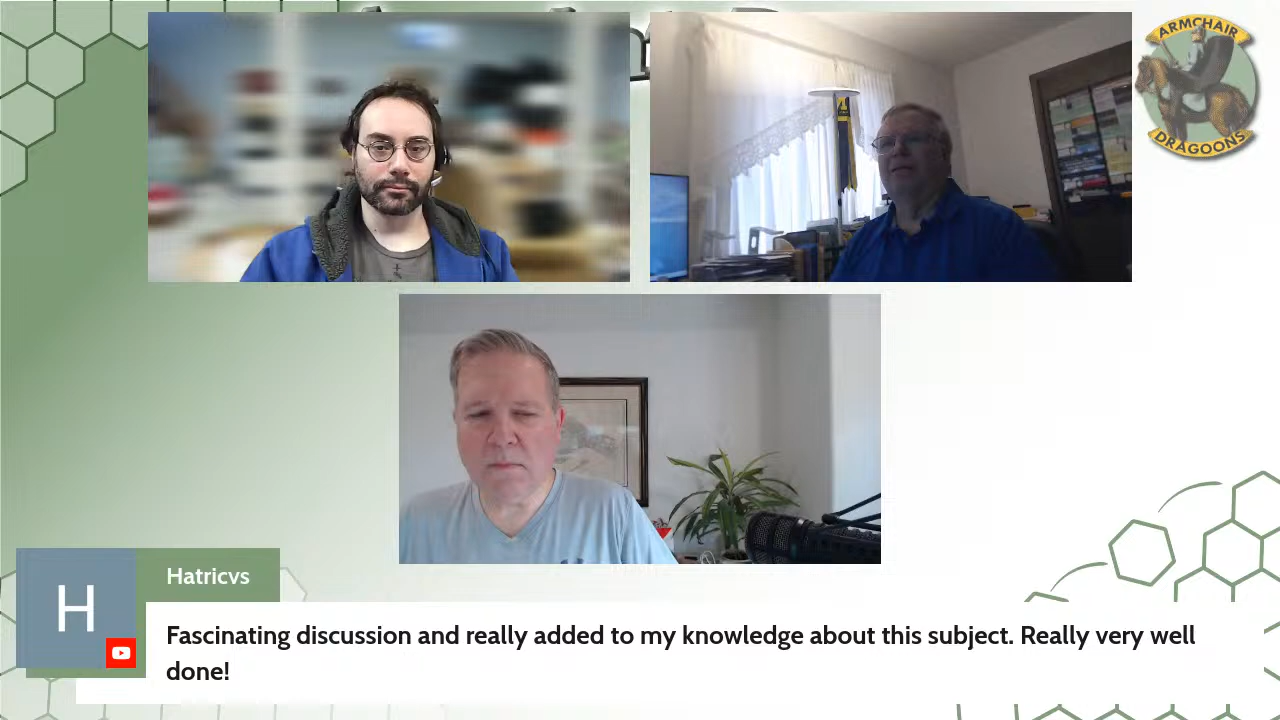 ARMCHAIR
DRAGOONS
H
Hatricvs
Fascinating discussion and really added to my knowledge about this subject. Really very well
done!